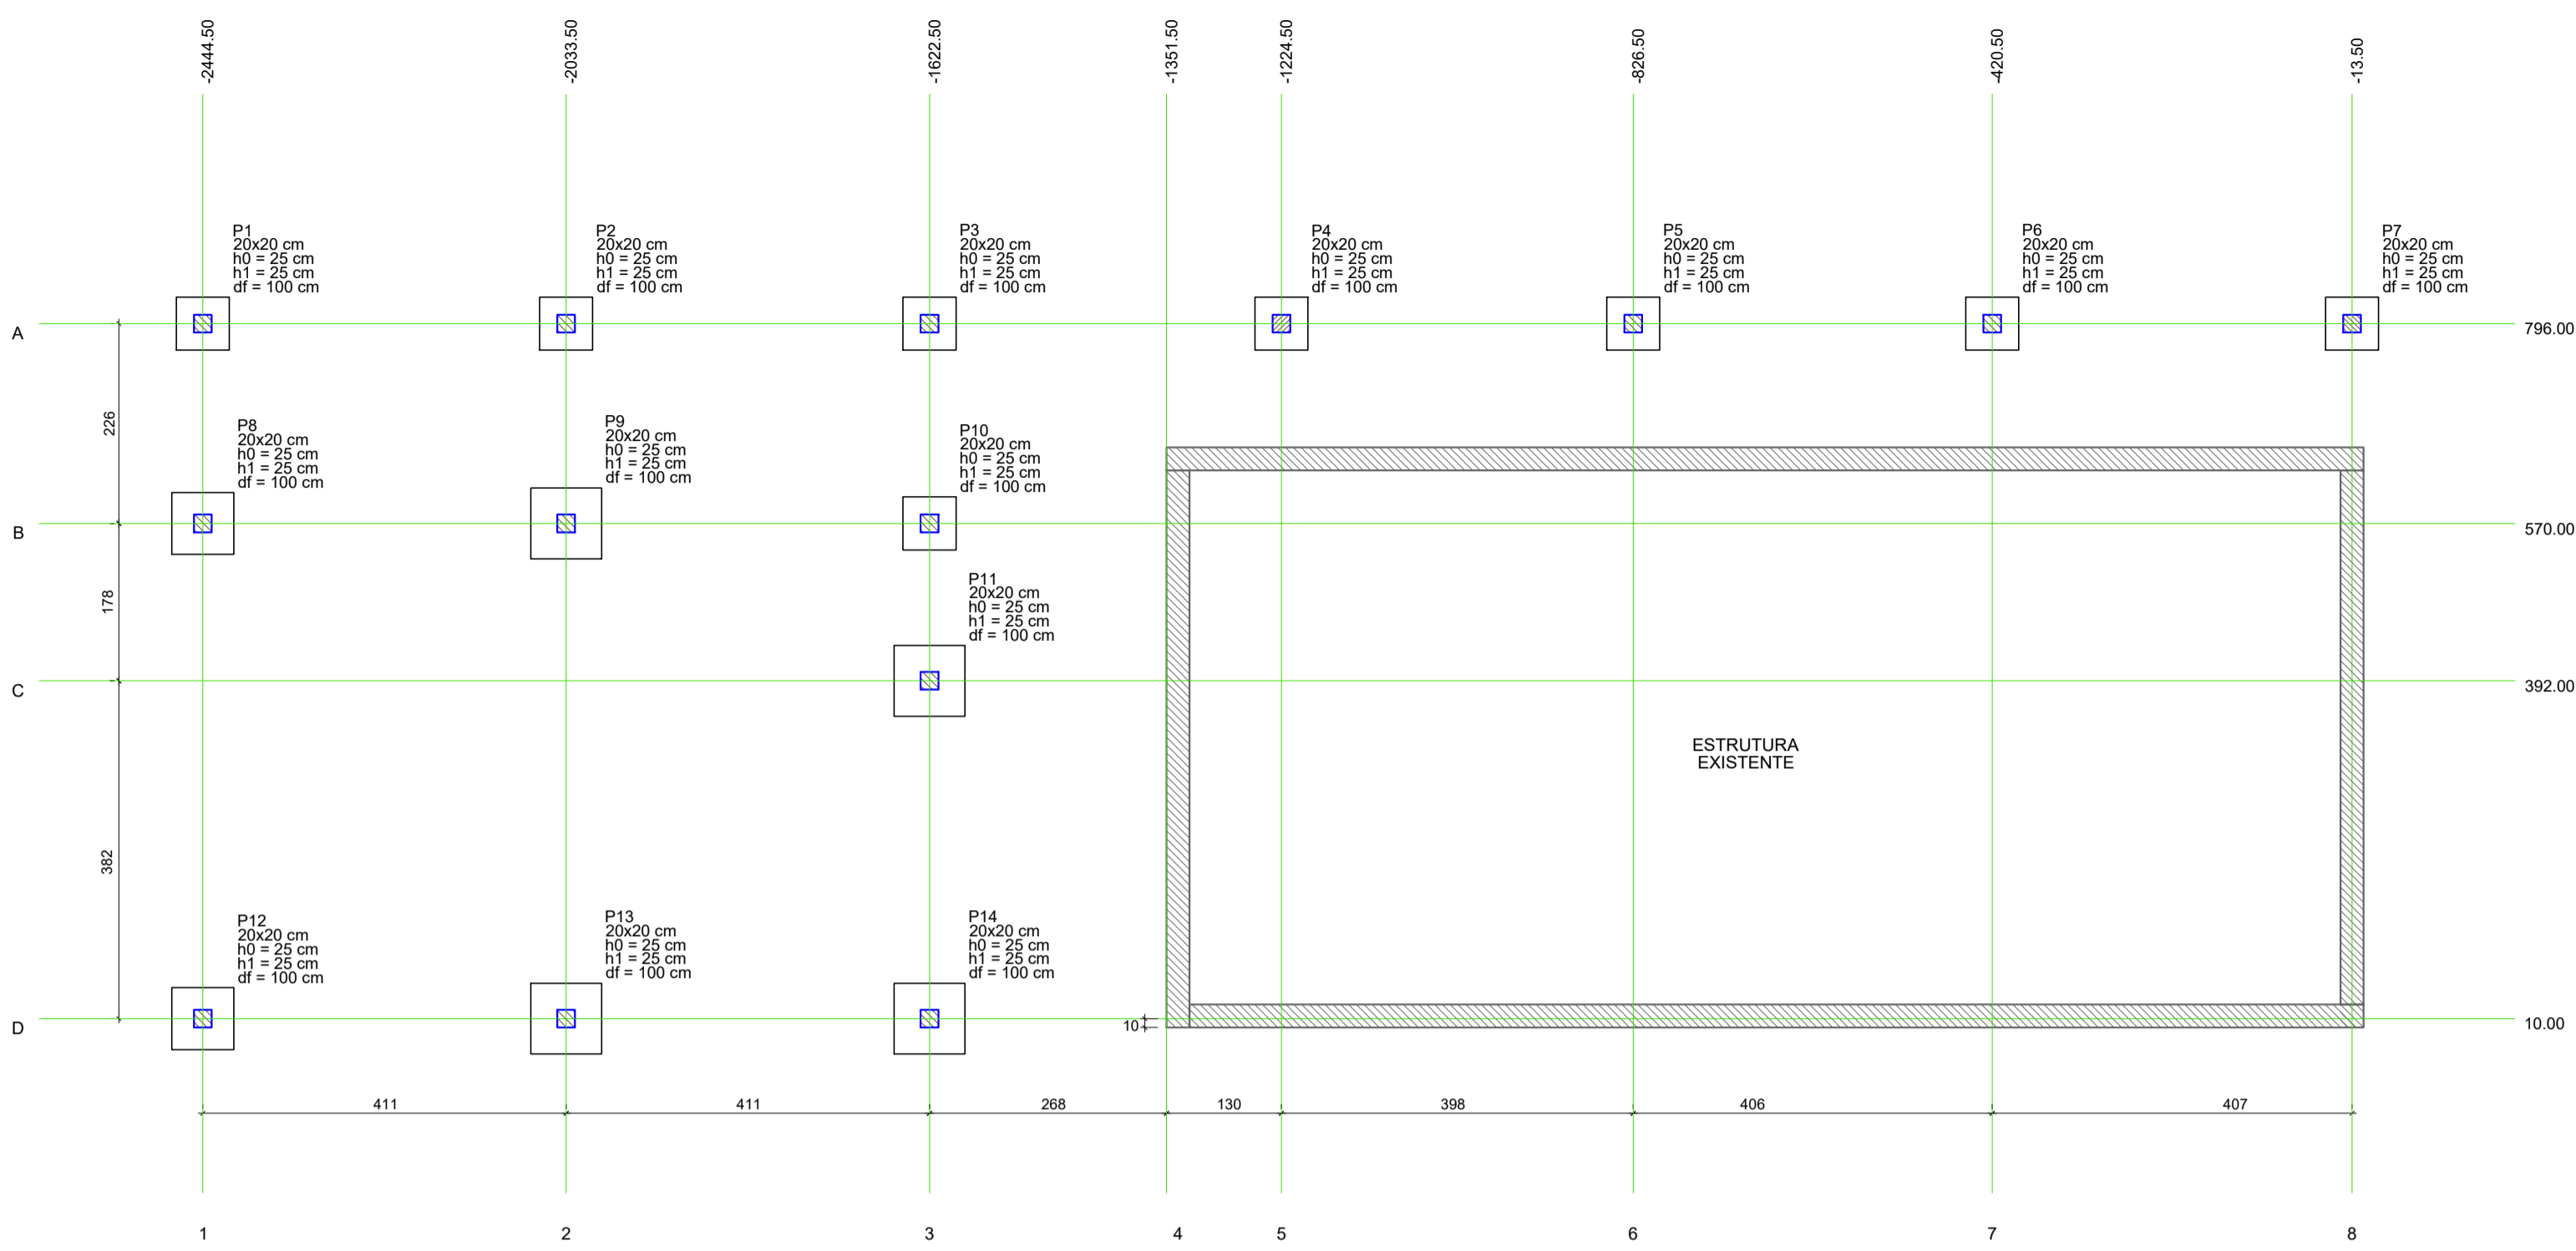 -2444.50
-2033.50
-1622.50
-1351.50
-1224.50
-826.50
-420.50
-13.50
P1
20x20 cm
h0 = 25 cm
h1 = 25 cm
df = 100 cm
P2
20x20 cm
h0 = 25 cm
h1 = 25 cm
df = 100 cm
P3
20x20 cm
h0 = 25 cm
h1 = 25 cm
df = 100 cm
P4
20x20 cm
h0 = 25 cm
h1 = 25 cm
df = 100 cm
P5
20x20 cm
h0 = 25 cm
h1 = 25 cm
df = 100 cm
P6
20x20 cm
h0 = 25 cm
h1 = 25 cm
df = 100 cm
P7
20x20 cm
h0 = 25 cm
h1 = 25 cm
df = 100 cm
A
796.00
226
P8
20x20 cm
h0 = 25 cm
h1 = 25 cm
df = 100 cm
P9
20x20 cm
h0 = 25 cm
h1 = 25 cm
df = 100 cm
P10
20x20 cm
h0 = 25 cm
h1 = 25 cm
df = 100 cm
B
570.00
178
P11
20x20 cm
h0 = 25 cm
h1 = 25 cm
df = 100 cm
C
392.00
ESTRUTURA
EXISTENTE
382
P12
20x20 cm
h0 = 25 cm
h1 = 25 cm
df = 100 cm
P13
20x20 cm
h0 = 25 cm
h1 = 25 cm
df = 100 cm
P14
20x20 cm
h0 = 25 cm
h1 = 25 cm
df = 100 cm
D
10
10.00
411
411
268
130
398
406
407
1
2
3
4
5
6
7
8